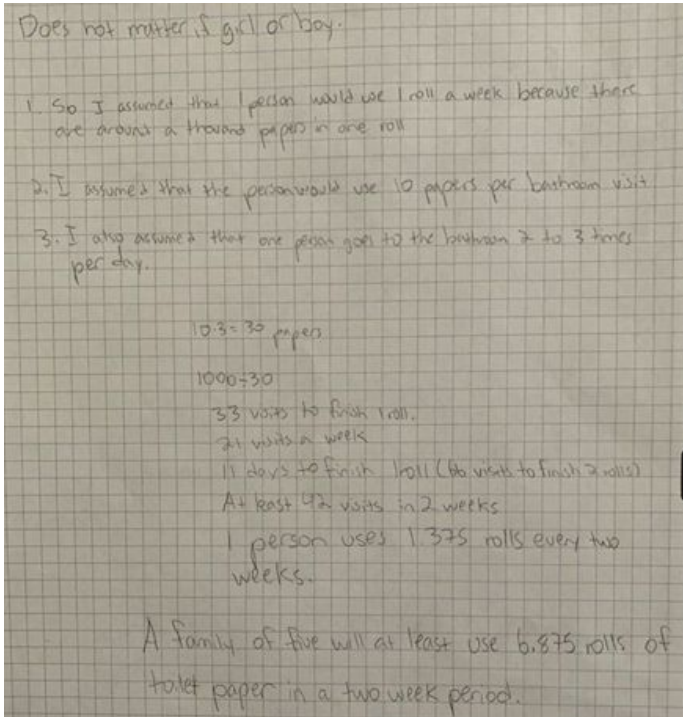 Does not matter if girl or boy.
1. So I assumed that 1 person would use 1 roll a week because there
are around a thousand papers in one roll
2. I assumed that the person would use 10 papers per bathroom visit
3. I also assumed that one person goes to the bathroom 2 to 3 times
per day.
10·3=30 papers
1000÷30
33 visits to finish 1 roll.
21 visits a week
11 days to finish 1 roll (66 visits to finish 2 rolls)
At least 42 visits in 2 weeks
1 person uses 1.375 rolls every two
weeks.
A family of five will at least use 6.875 rolls of
toilet paper in a two week period.